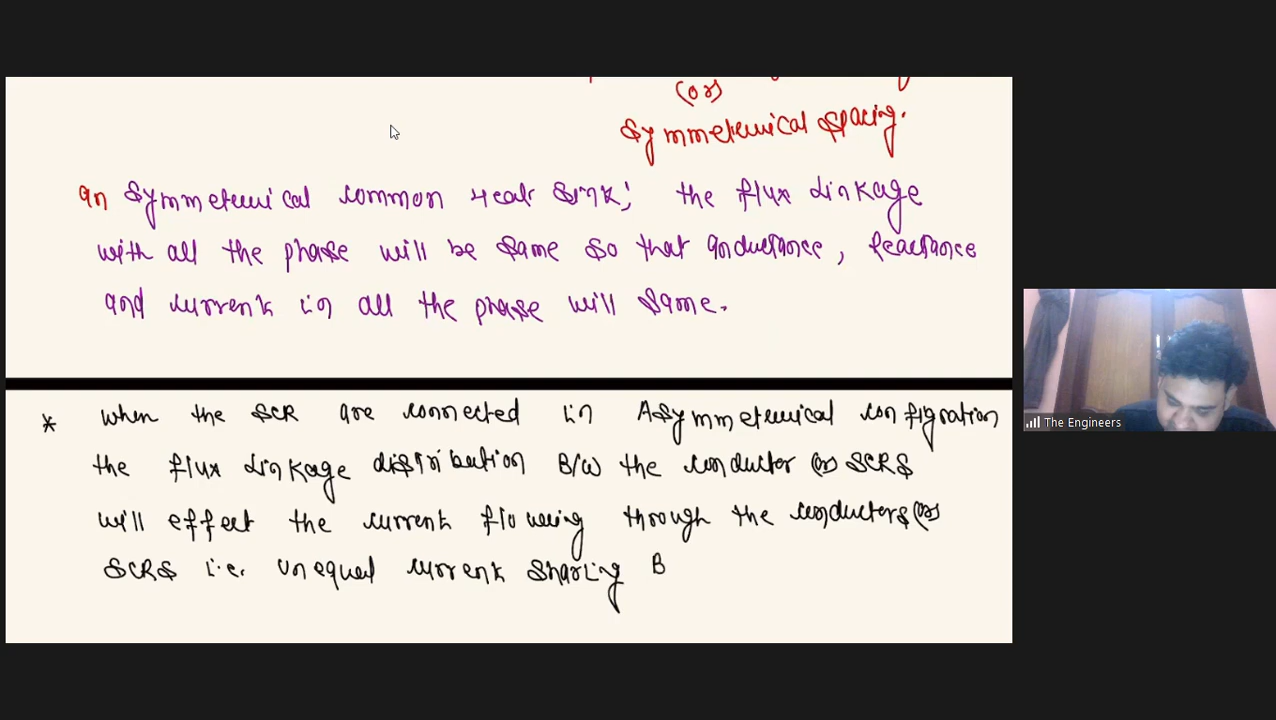 (or)
Symmetrical spacing.
In Symmetrical common Heat Sink; the flux linkage
with all the phase will be same so that Inductance, Reactance
and current in all the phase will same.
* When the SCR are connected in ASymmetrical configration
the flux linkage distribution B/w the conductor (or) SCRS
will effect the current flowing through the conductors (or)
SCRS i.e. unequal current sharing B
The Engineers